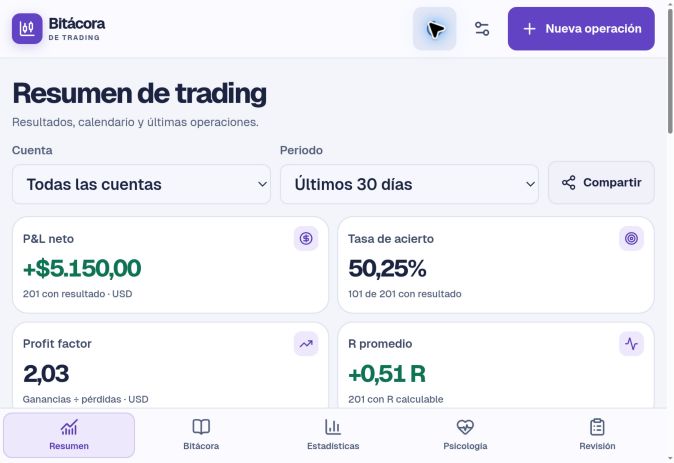 Bitácora
DE TRADING
Nueva operación
Resumen de trading
Resultados, calendario y últimas operaciones.
Cuenta
Periodo
Todas las cuentas
Últimos 30 días
Compartir
P&L neto
+$5.150,00
201 con resultado · USD
Tasa de acierto
50,25%
101 de 201 con resultado
Profit factor
2,03
Ganancias ÷ pérdidas · USD
R promedio
+0,51 R
201 con R calculable
Resumen
Bitácora
Estadísticas
Psicología
Revisión